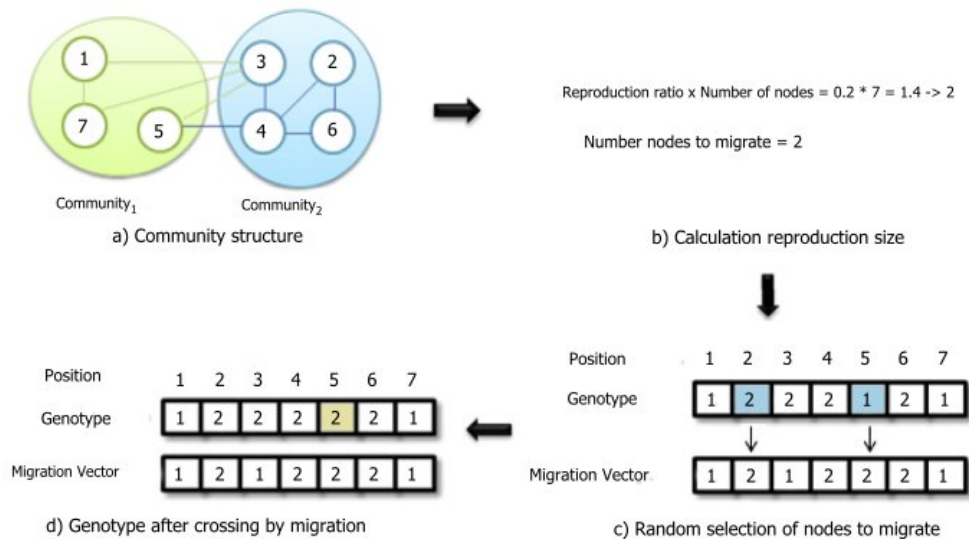 1 3 2
7 5 4 6
Community1 Community2
a) Community structure
Reproduction ratio x Number of nodes = 0.2 * 7 = 1.4 -> 2
Number nodes to migrate = 2
b) Calculation reproduction size
Position 1 2 3 4 5 6 7
Genotype 1 2 2 2 1 2 1
Migration Vector 1 2 1 2 2 2 1
c) Random selection of nodes to migrate
Position 1 2 3 4 5 6 7
Genotype 1 2 2 2 2 2 1
Migration Vector 1 2 1 2 2 2 1
d) Genotype after crossing by migration